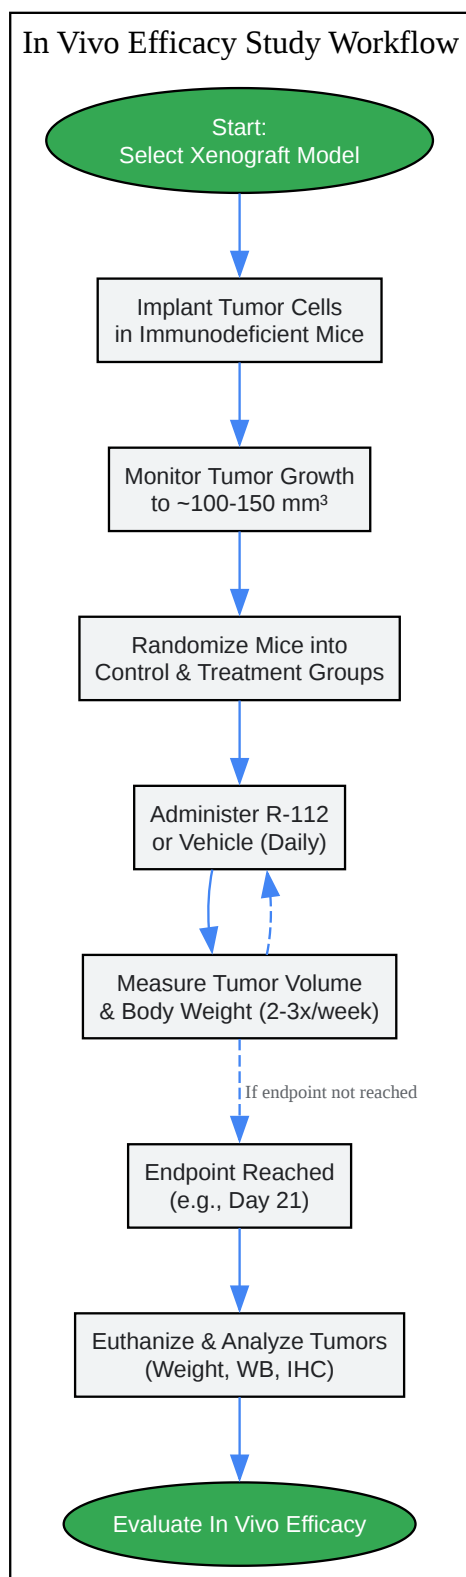 In Vivo Efficacy Study Workflow
Start:
Select Xenograft Model
Implant Tumor Cells
in Immunodeficient Mice
Monitor Tumor Growth
to ~100-150 mm³
Randomize Mice into
Control & Treatment Groups
Administer R-112
or Vehicle (Daily)
Measure Tumor Volume
& Body Weight (2-3x/week)
If endpoint not reached
Endpoint Reached
(e.g., Day 21)
Euthanize & Analyze Tumors
(Weight, WB, IHC)
Evaluate In Vivo Efficacy